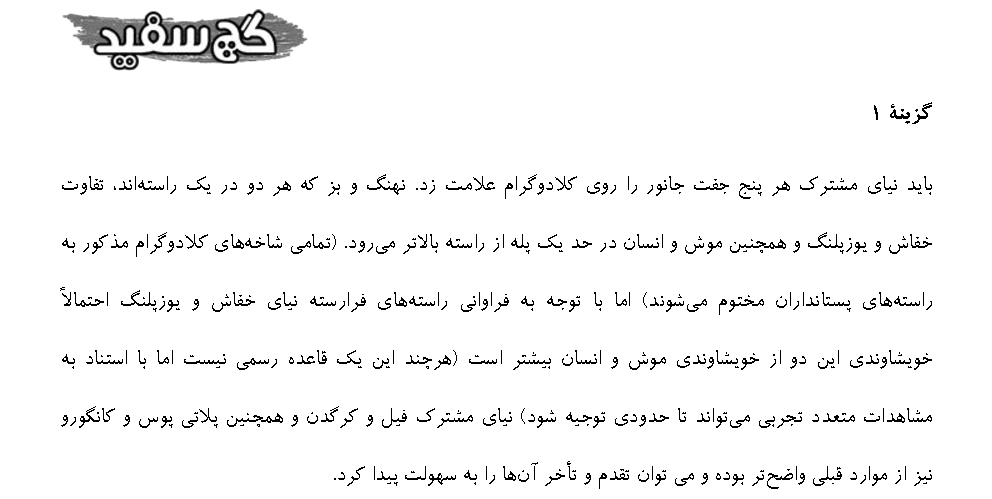 گچ سفید
گزینهٔ ۱
باید نیای مشترک هر پنج جفت جانور را روی کلادوگرام علامت زد. نهنگ و بز که هر دو در یک راسته‌اند، تفاوت
خفاش و یوزپلنگ و همچنین موش و انسان در حد یک پله از راسته بالاتر می‌رود. (تمامی شاخه‌های کلادوگرام مذکور به
راسته‌های پستانداران مختوم می‌شوند) اما با توجه به فراوانی راسته‌های فرارسته نیای خفاش و یوزپلنگ احتمالاً
خویشاوندی این دو از خویشاوندی موش و انسان بیشتر است (هرچند این یک قاعده رسمی نیست اما با استناد به
مشاهدات متعدد تجربی می‌تواند تا حدودی توجیه شود) نیای مشترک فیل و کرگدن و همچنین پلاتی پوس و کانگورو
نیز از موارد قبلی واضح‌تر بوده و می توان تقدم و تأخر آن‌ها را به سهولت پیدا کرد.